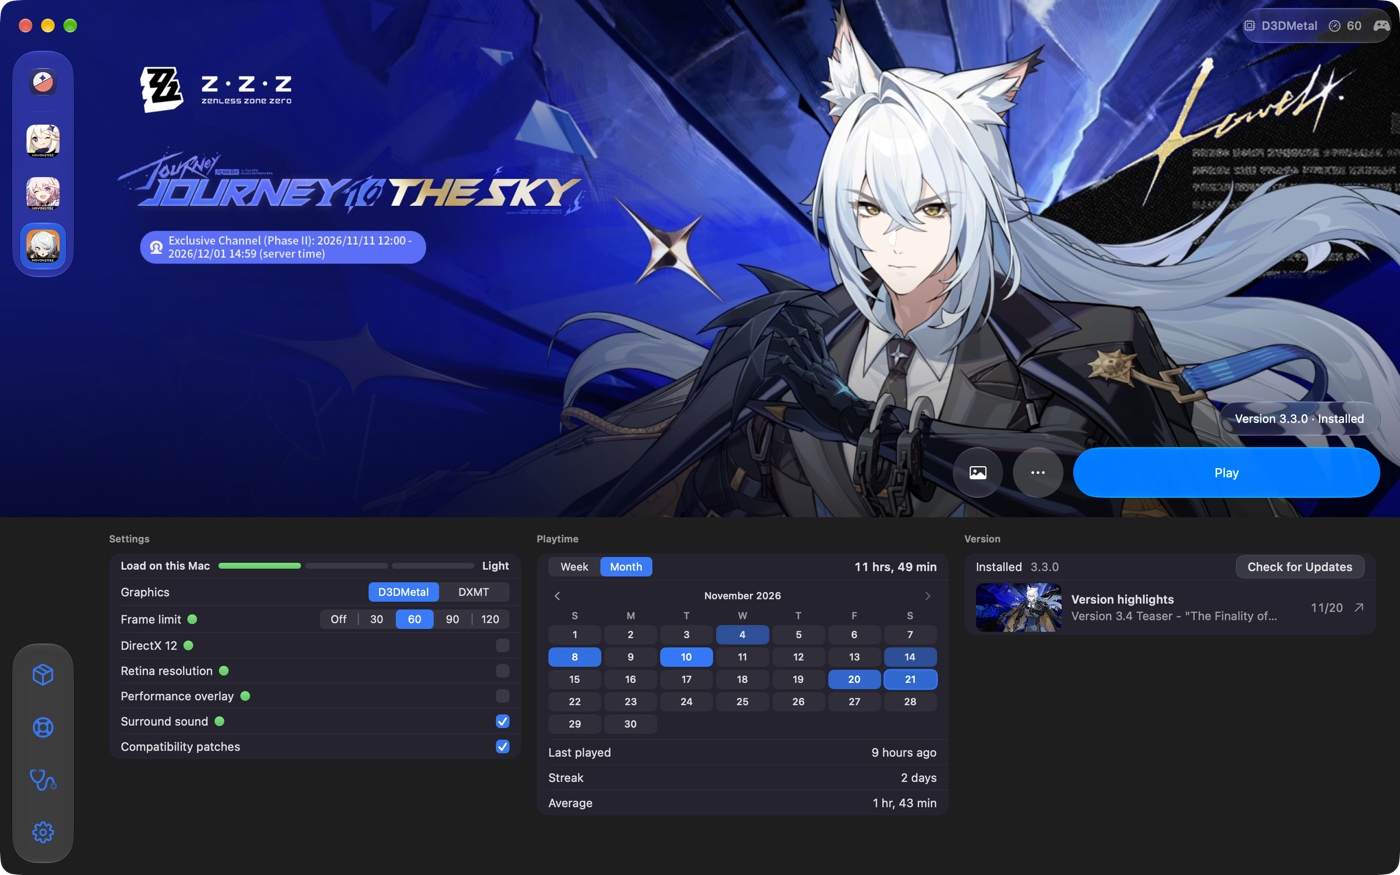 D3DMetal 60
Z·Z·Z
zenless zone zero
JOURNEY
JOURNEY TO THE SKY
Exclusive Channel (Phase II): 2026/11/11 12:00 -
2026/12/01 14:59 (server time)
Version 3.3.0 · Installed
Play
Settings
Load on this Mac Light
Graphics D3DMetal DXMT
Frame limit Off 30 60 90 120
DirectX 12
Retina resolution
Performance overlay
Surround sound
Compatibility patches
Playtime
Week Month 11 hrs, 49 min
November 2026
S M T W T F S
1 2 3 4 5 6 7
8 9 10 11 12 13 14
15 16 17 18 19 20 21
22 23 24 25 26 27 28
29 30
Last played 9 hours ago
Streak 2 days
Average 1 hr, 43 min
Version
Installed 3.3.0 Check for Updates
Version highlights
Version 3.4 Teaser - "The Finality of... 11/20